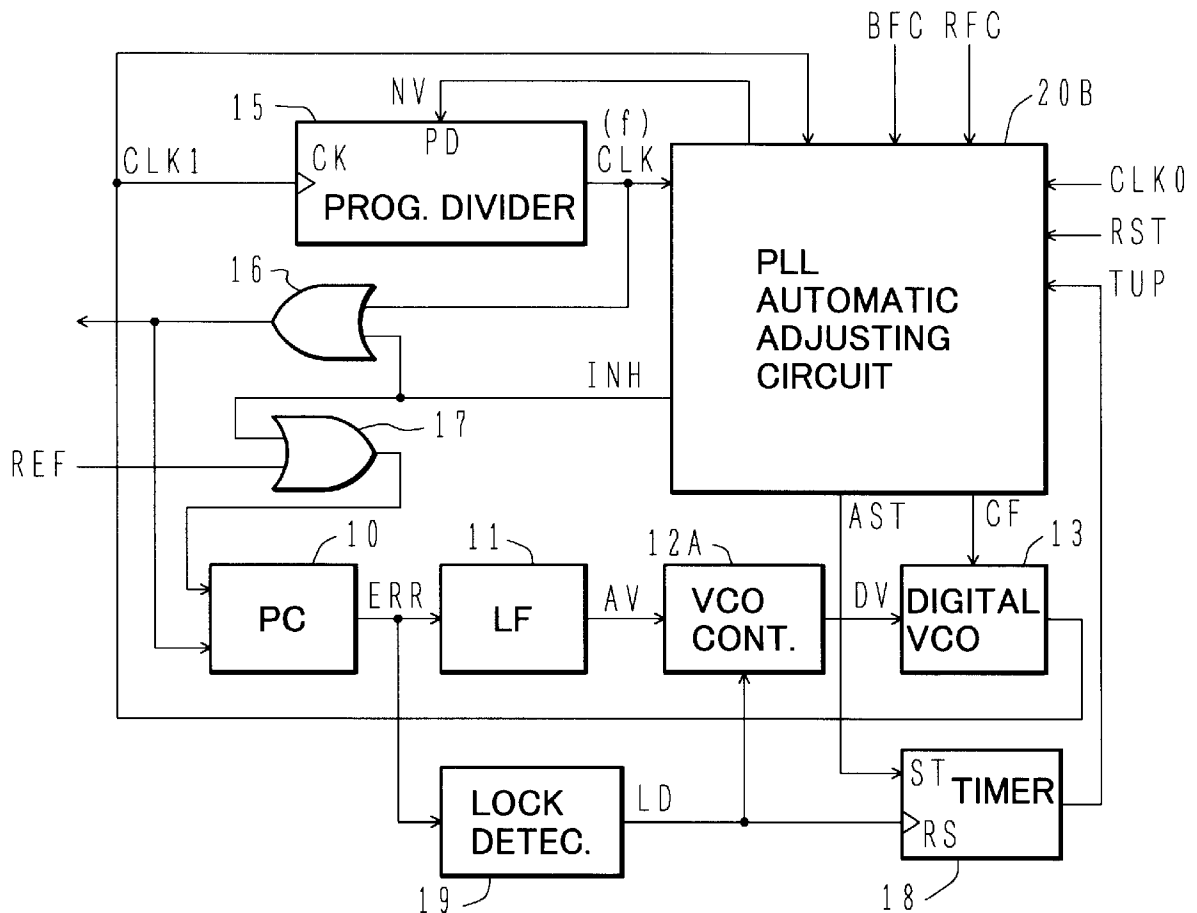 BFC RFC
NV
15
20B
(f)
PD
CLK
CLK1
CK
PROG. DIVIDER
CLK0
RST
TUP
16
PLL
AUTOMATIC
ADJUSTING
CIRCUIT
INH
17
REF
AST
CF
10
11
12A
13
ERR
AV
DV
PC
LF
VCO
CONT.
DIGITAL
VCO
LD
ST
TIMER
RS
LOCK
DETEC.
19
18